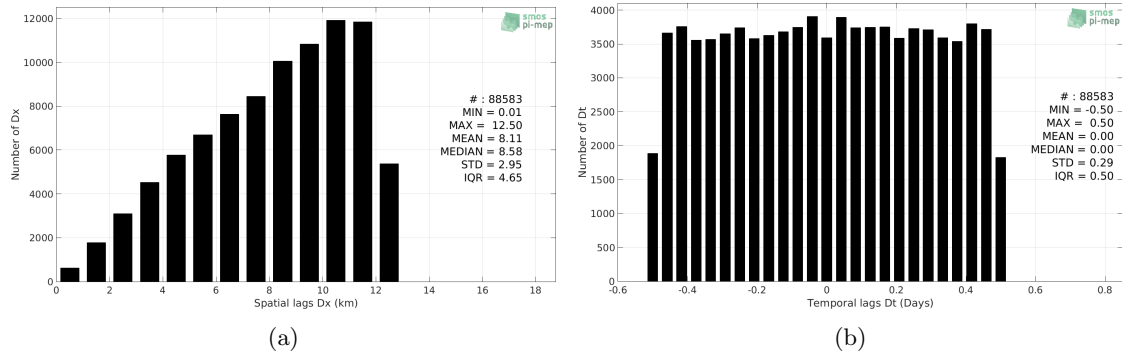 12000
10000
8000
6000
4000
2000
0
Number of Dx
0 2 4 6 8 10 12 14 16 18
Spatial lags Dx (km)
smos
pi-mep
# : 88583
MIN = 0.01
MAX = 12.50
MEAN = 8.11
MEDIAN = 8.58
STD = 2.95
IQR = 4.65
(a)
4000
3500
3000
2500
2000
1500
1000
500
0
Number of Dt
-0.6 -0.4 -0.2 0 0.2 0.4 0.6 0.8
Temporal lags Dt (Days)
smos
pi-mep
# : 88583
MIN = -0.50
MAX = 0.50
MEAN = 0.00
MEDIAN = 0.00
STD = 0.29
IQR = 0.50
(b)